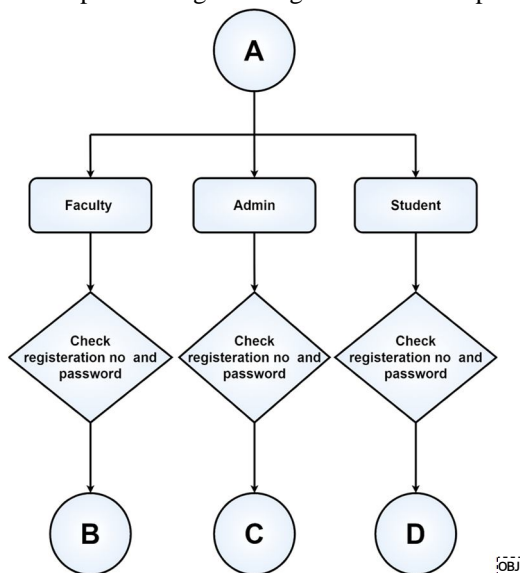 A
Faculty
Admin
Student
Check
registeration no and
password
Check
registeration no and
password
Check
registeration no and
password
B
C
D
OBJ